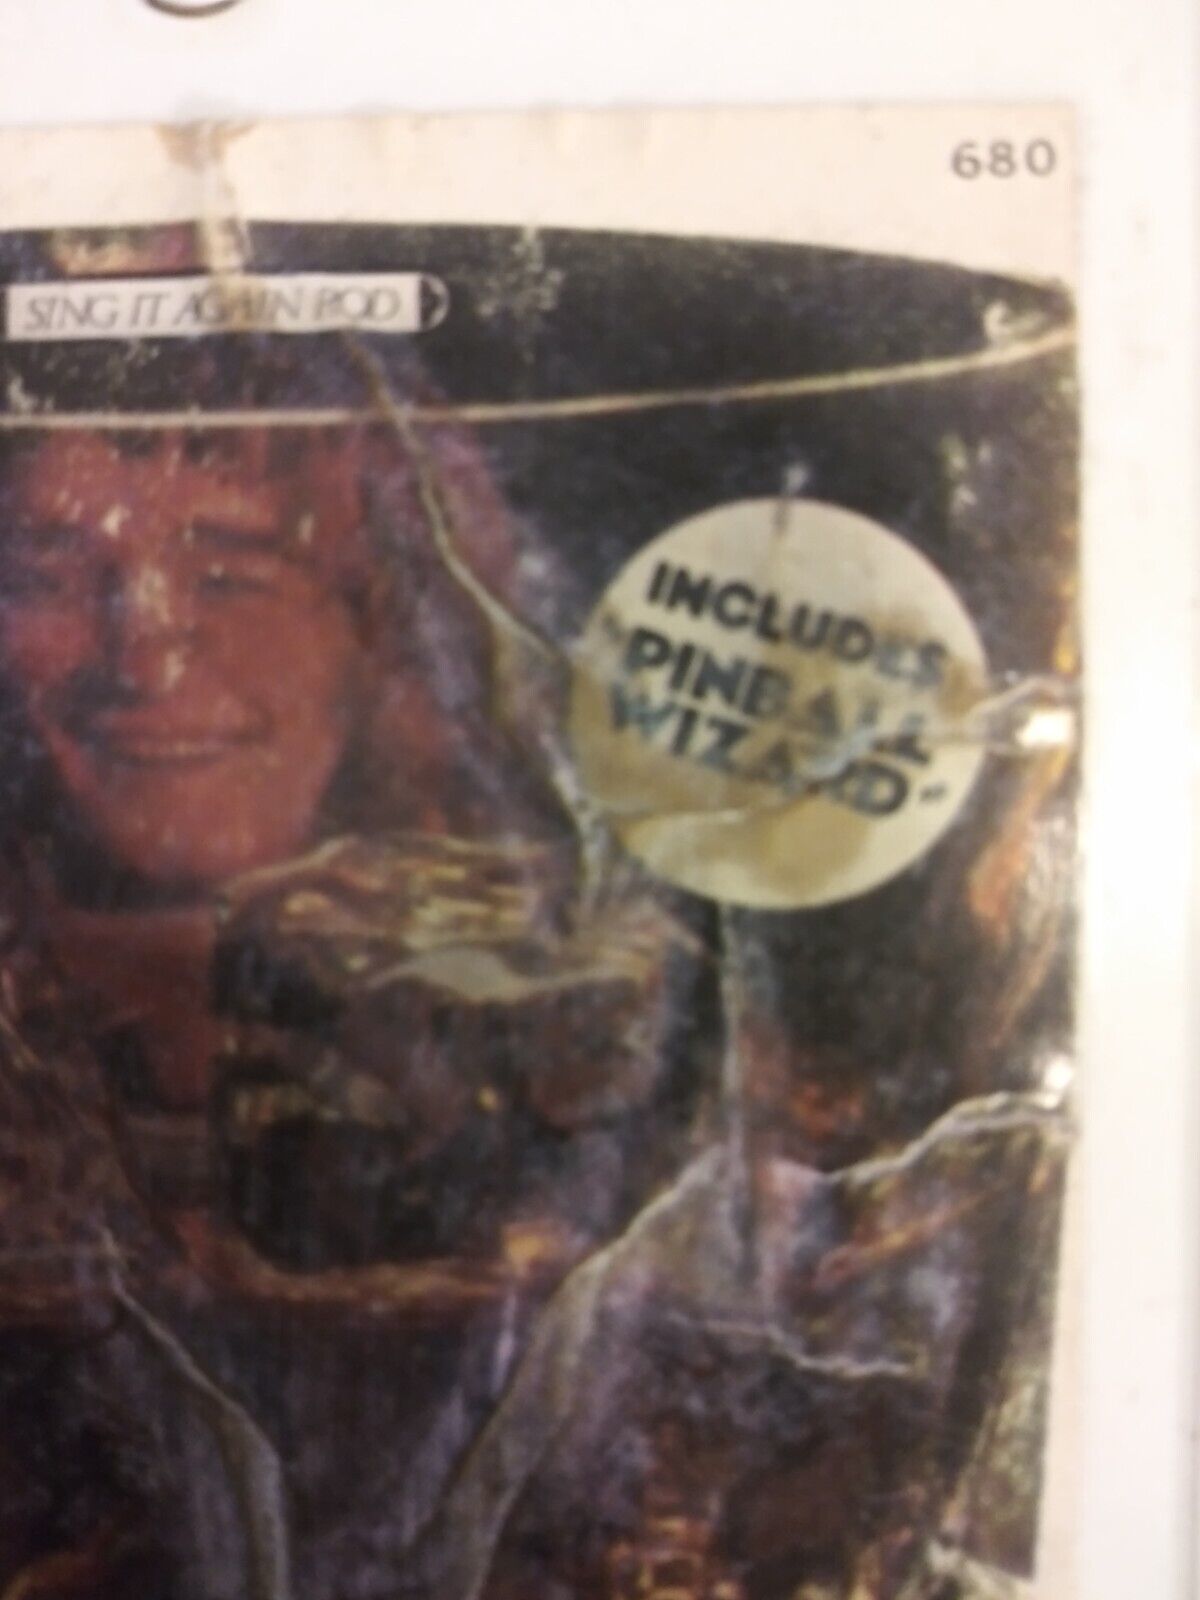 680
SING IT AGAIN ROD
INCLUDES
"PINBALL
WIZARD"